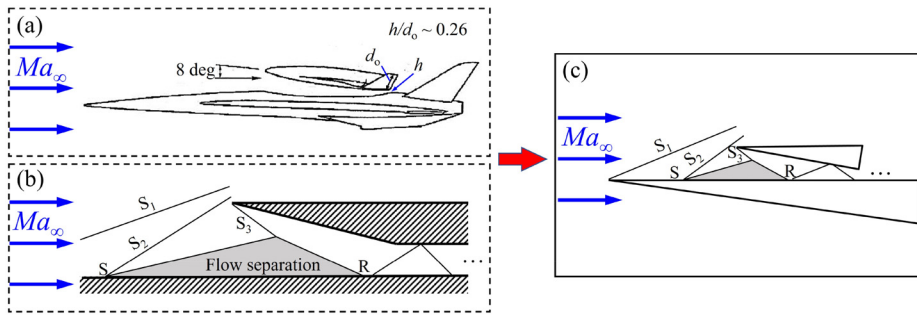 (a)
h/dₒ ~ 0.26
Ma∞
8 deg
dₒ
h
(b)
Ma∞
S₁
S₂
S₃
S
Flow separation
R
...
(c)
Ma∞
S₁
S₂
S₃
S
R
...